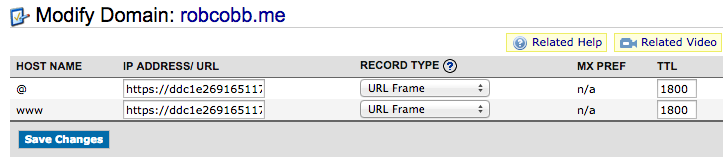 Modify Domain: robcobb.me
Related Help Related Video
HOST NAME IP ADDRESS/ URL RECORD TYPE ? MX PREF TTL
@ https://ddc1e269165117 URL Frame n/a 1800
www https://ddc1e269165117 URL Frame n/a 1800
Save Changes